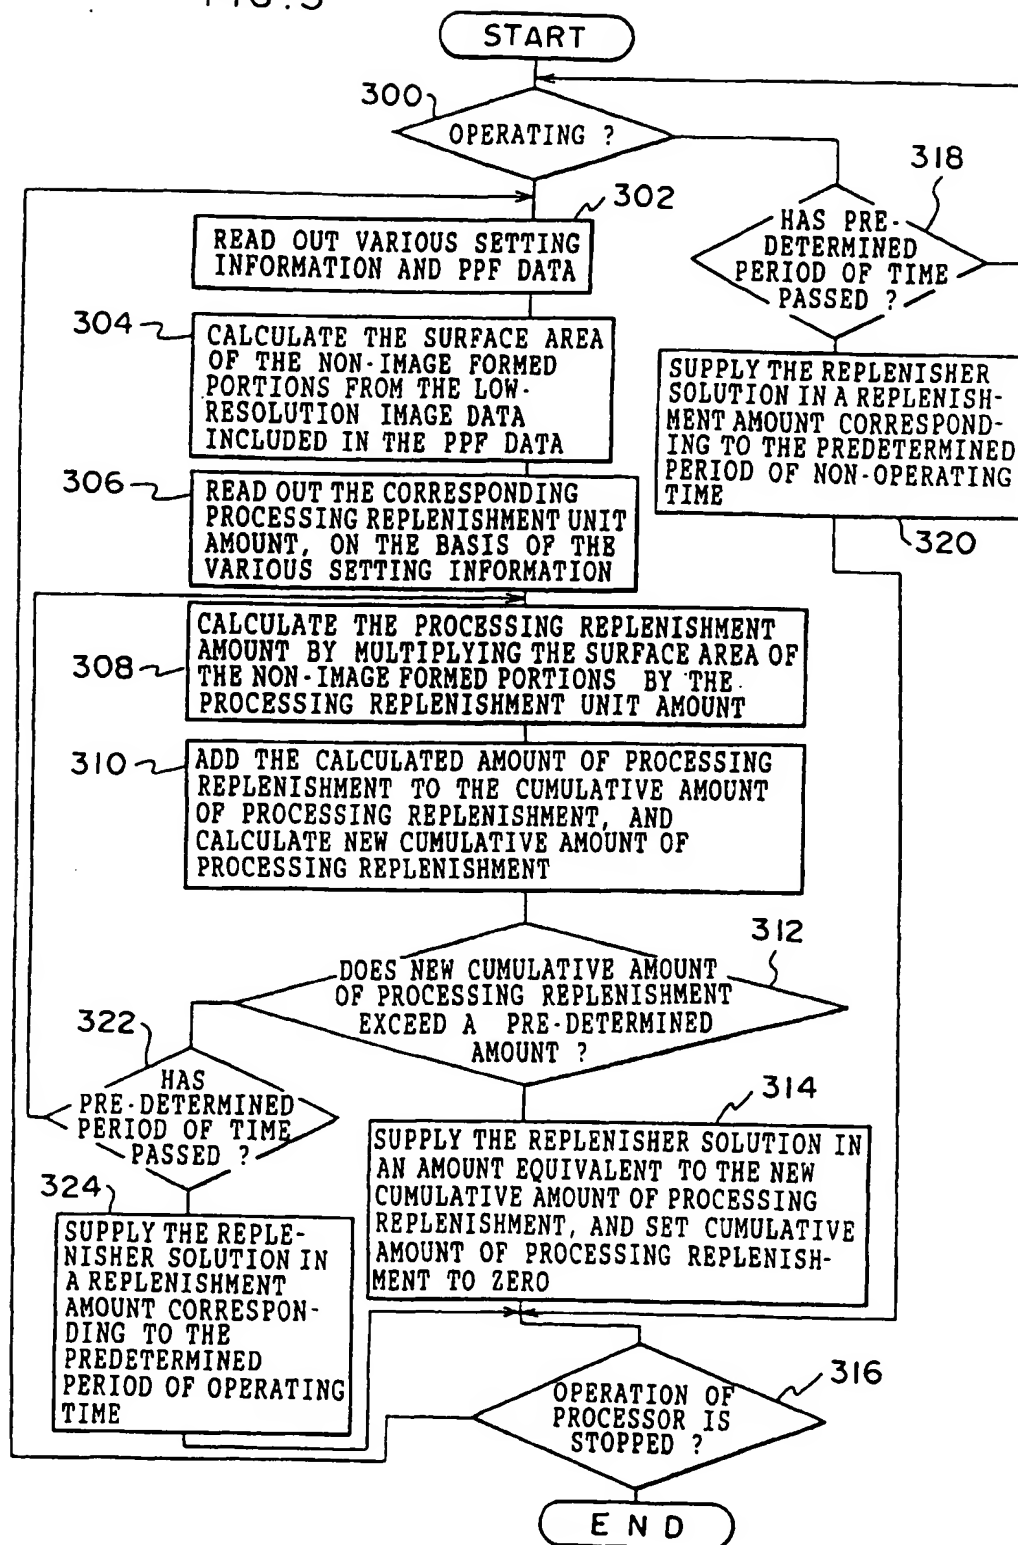 FIG.5
START
300
OPERATING ?
318
302
HAS PRE-
DETERMINED
PERIOD OF TIME
PASSED ?
READ OUT VARIOUS SETTING
INFORMATION AND PPF DATA
304
CALCULATE THE SURFACE AREA
OF THE NON-IMAGE FORMED
PORTIONS FROM THE LOW-
RESOLUTION IMAGE DATA
INCLUDED IN THE PPF DATA
SUPPLY THE REPLENISHER
SOLUTION IN A REPLENISH-
MENT AMOUNT CORRESPOND-
ING TO THE PREDETERMINED
PERIOD OF NON-OPERATING
TIME
320
306
READ OUT THE CORRESPONDING
PROCESSING REPLENISHMENT UNIT
AMOUNT, ON THE BASIS OF THE
VARIOUS SETTING INFORMATION
308
CALCULATE THE PROCESSING REPLENISHMENT
AMOUNT BY MULTIPLYING THE SURFACE AREA OF
THE NON-IMAGE FORMED PORTIONS BY THE
PROCESSING REPLENISHMENT UNIT AMOUNT
310
ADD THE CALCULATED AMOUNT OF PROCESSING
REPLENISHMENT TO THE CUMULATIVE AMOUNT
OF PROCESSING REPLENISHMENT, AND
CALCULATE NEW CUMULATIVE AMOUNT OF
PROCESSING REPLENISHMENT
312
DOES NEW CUMULATIVE AMOUNT
OF PROCESSING REPLENISHMENT
EXCEED A PRE-DETERMINED
AMOUNT ?
322
HAS
PRE-DETERMINED
PERIOD OF TIME
PASSED ?
314
SUPPLY THE REPLENISHER SOLUTION IN
AN AMOUNT EQUIVALENT TO THE NEW
CUMULATIVE AMOUNT OF PROCESSING
REPLENISHMENT, AND SET CUMULATIVE
AMOUNT OF PROCESSING REPLENISH-
MENT TO ZERO
324
SUPPLY THE REPLE-
NISHER SOLUTION IN
A REPLENISHMENT
AMOUNT CORRESPON-
DING TO THE
PREDETERMINED
PERIOD OF OPERATING
TIME
316
OPERATION OF
PROCESSOR IS
STOPPED ?
END